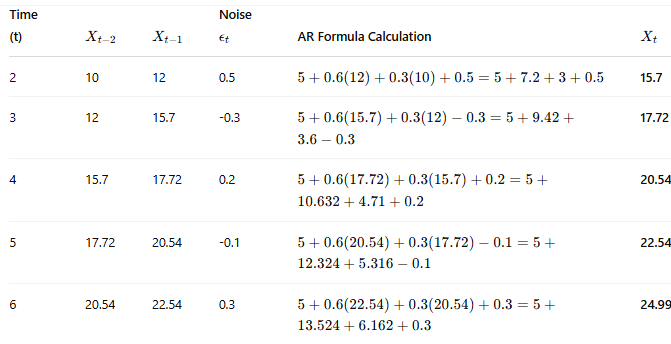 Time Noise
(t) X_{t−2} X_{t−1} ϵ_t AR Formula Calculation X_t
2 10 12 0.5 5 + 0.6(12) + 0.3(10) + 0.5 = 5 + 7.2 + 3 + 0.5 15.7
3 12 15.7 -0.3 5 + 0.6(15.7) + 0.3(12) − 0.3 = 5 + 9.42 + 17.72
3.6 − 0.3
4 15.7 17.72 0.2 5 + 0.6(17.72) + 0.3(15.7) + 0.2 = 5 + 20.54
10.632 + 4.71 + 0.2
5 17.72 20.54 -0.1 5 + 0.6(20.54) + 0.3(17.72) − 0.1 = 5 + 22.54
12.324 + 5.316 − 0.1
6 20.54 22.54 0.3 5 + 0.6(22.54) + 0.3(20.54) + 0.3 = 5 + 24.99
13.524 + 6.162 + 0.3